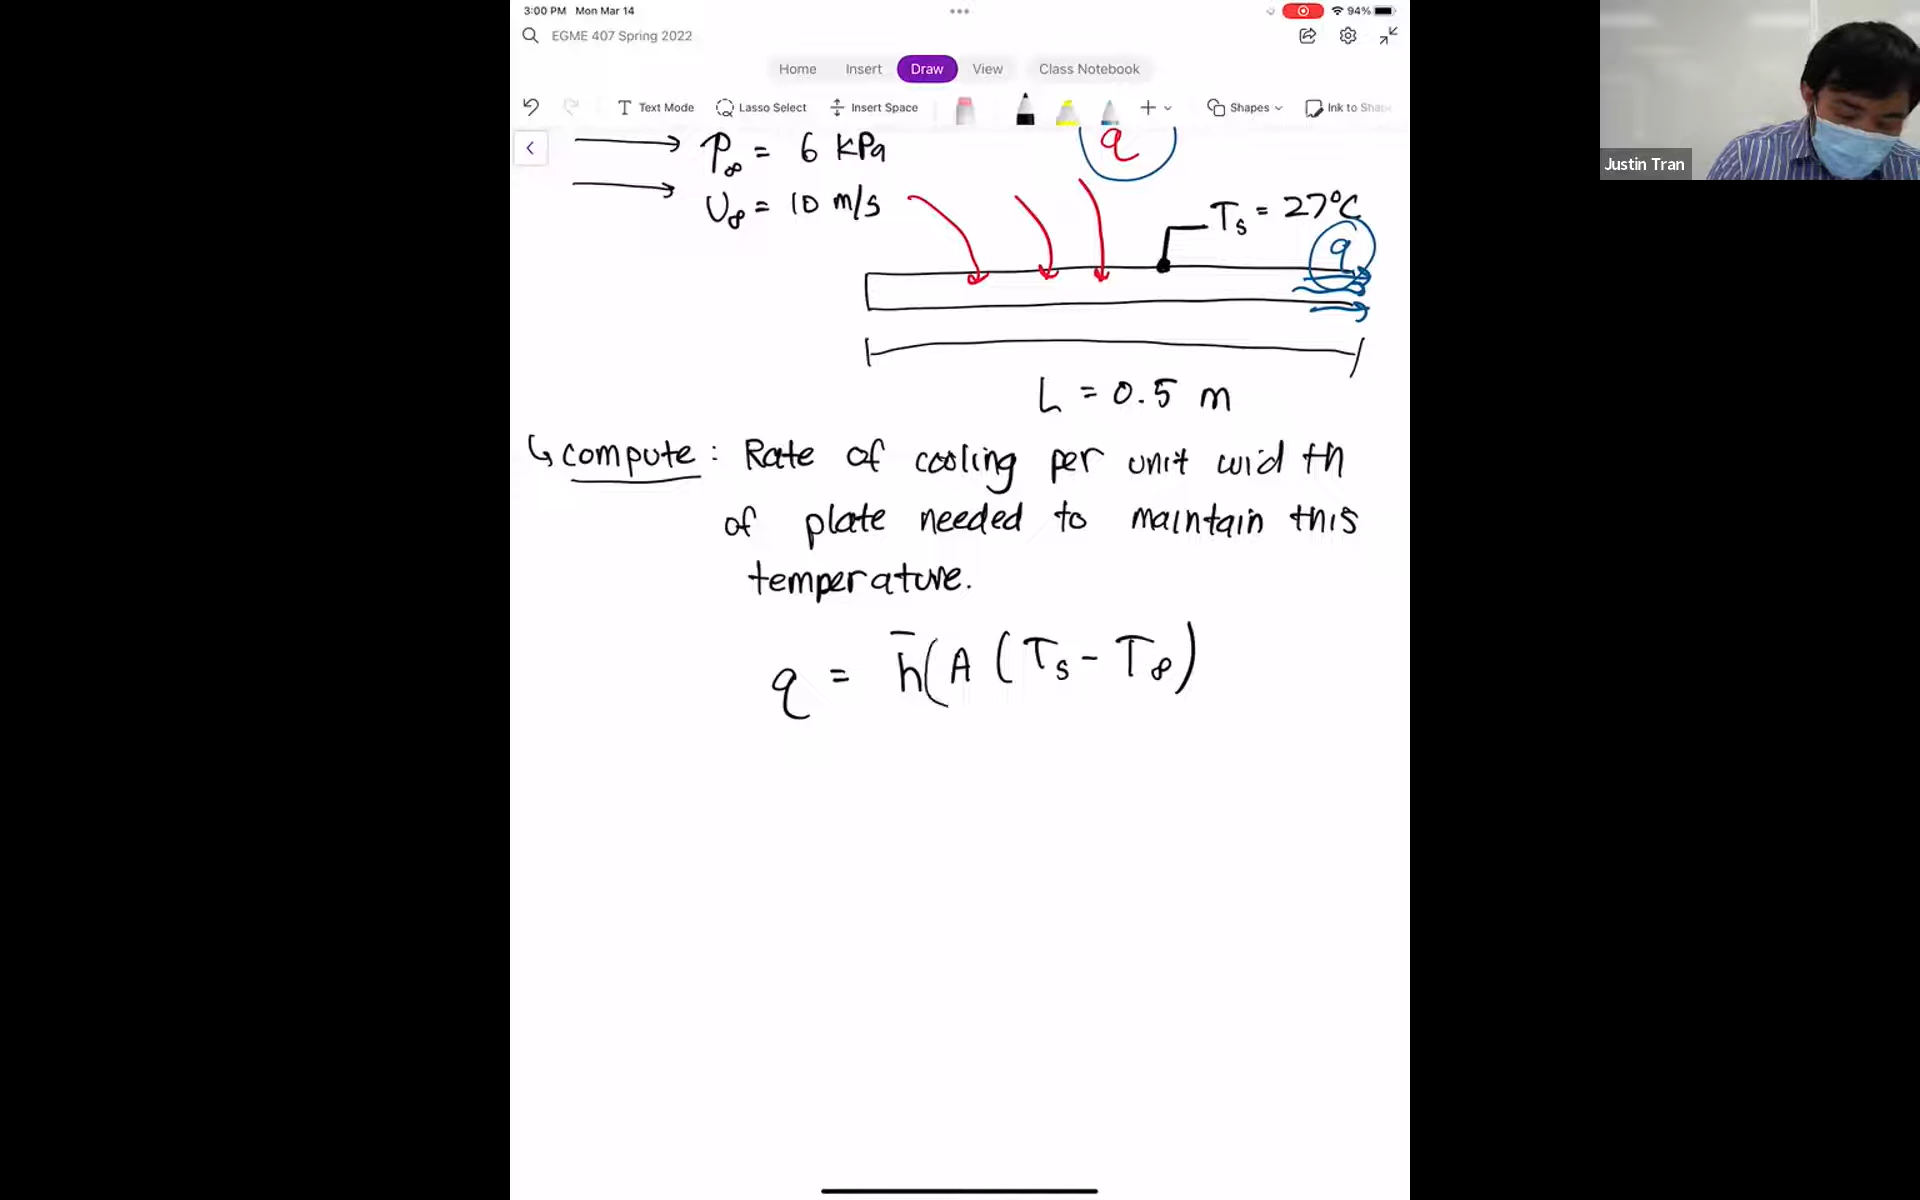 3:00 PM Mon Mar 14
94%
EGME 407 Spring 2022
Home Insert Draw View Class Notebook
Text Mode Lasso Select Insert Space Shapes Ink to Shape
P∞ = 6 kPa
U∞ = 10 m/s
q
Ts = 27°C
q
L = 0.5 m
↳ compute: Rate of cooling per unit width
of plate needed to maintain this
temperature.
q = h̄(A (Ts - T∞)
Justin Tran